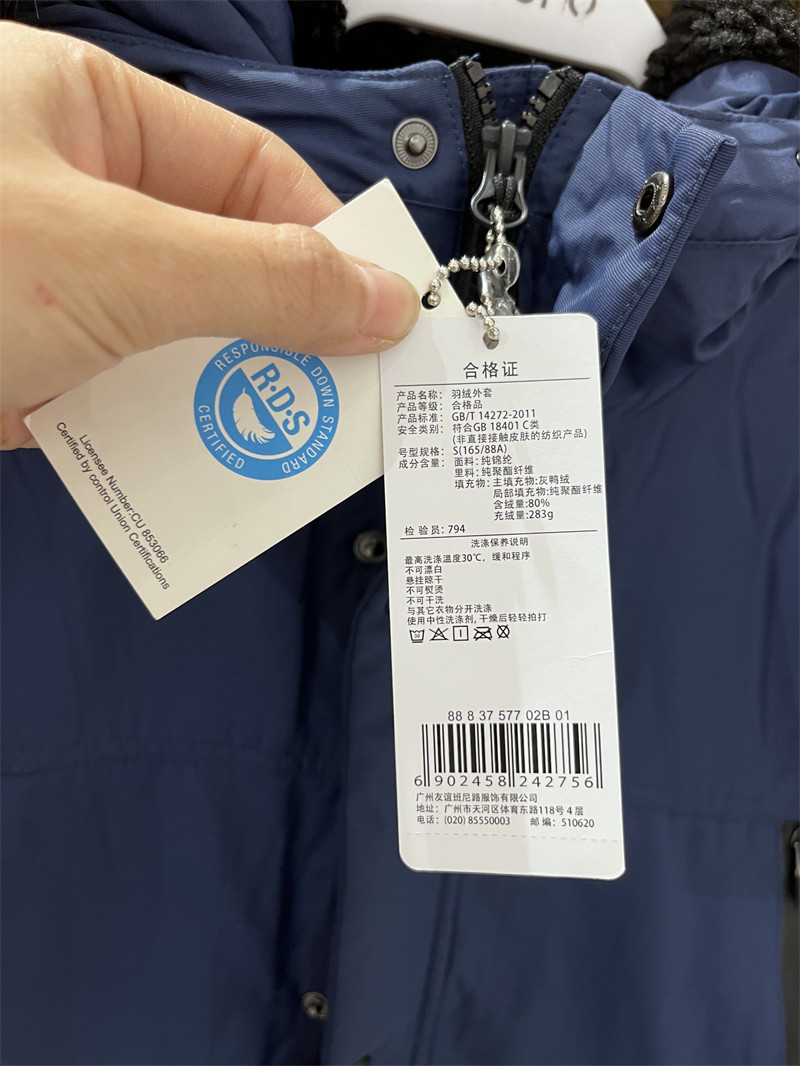 RESPONSIBLE DOWN STANDARD
R·D·S
CERTIFIED
Licensee Number:CU 853066
Certified by control Union Certifications
合格证
产品名称: 羽绒外套
产品等级: 合格品
产品标准: GB/T 14272-2011
安全类别: 符合GB 18401 C类
(非直接接触皮肤的纺织产品)
号型规格: S(165/88A)
成分含量: 面料: 纯锦纶
里料: 纯聚酯纤维
填充物: 主填充物:灰鸭绒
局部填充物:纯聚酯纤维
含绒量:80%
充绒量:283g
检 验 员: 794
洗涤保养说明
最高洗涤温度30℃, 缓和程序
不可漂白
悬挂晾干
不可熨烫
不可干洗
与其它衣物分开洗涤
使用中性洗涤剂, 干燥后轻轻拍打
88 8 37 577 02B 01
6 902458 242756
广州友谊班尼路服饰有限公司
地址: 广州市天河区体育东路118号 4 层
电话: (020) 85550003 邮 编: 510620